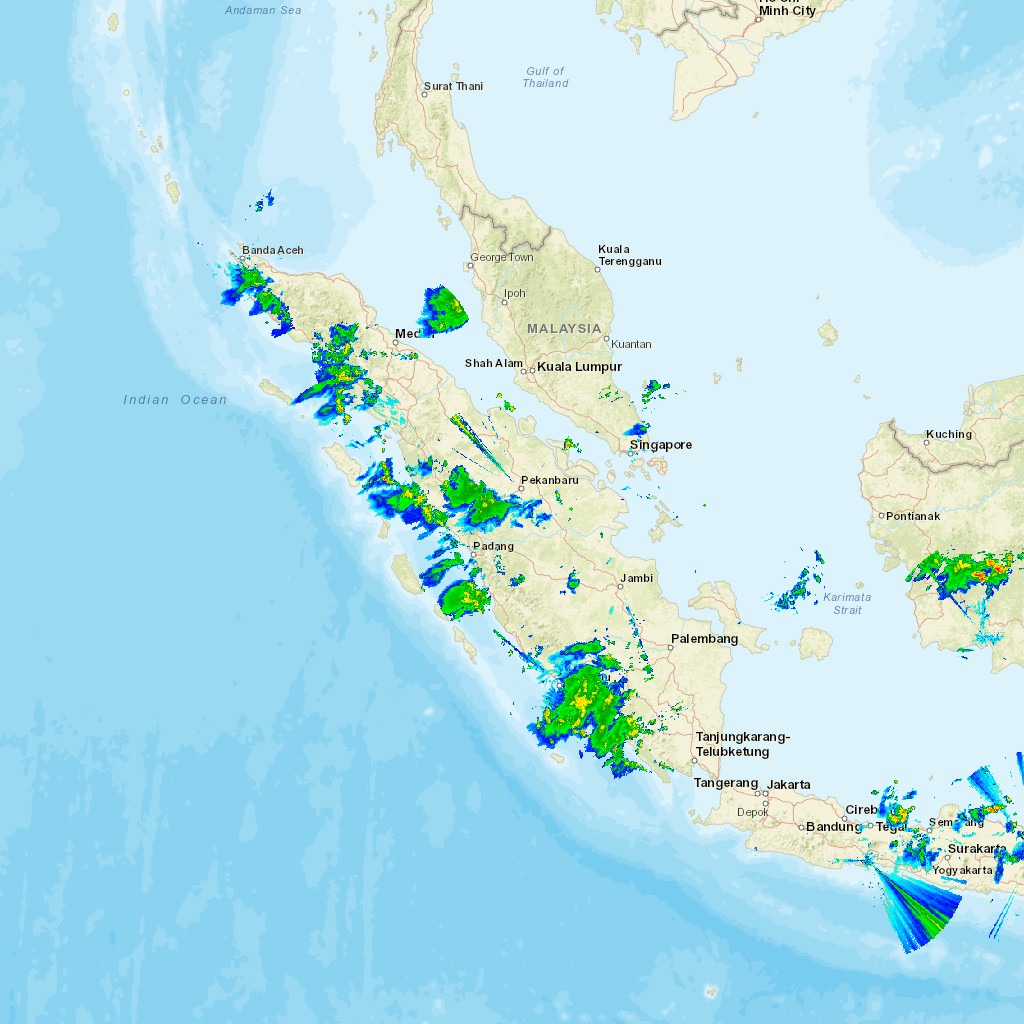 Andaman Sea
Minh City
Gulf of
Thailand
Surat Thani
Banda Aceh
George Town
Kuala
Terengganu
Ipoh
MALAYSIA
Kuantan
Shah Alam
Kuala Lumpur
Indian Ocean
Kuching
Singapore
Pekanbaru
Pontianak
Padang
Jambi
Karimata
Strait
Palembang
Tanjungkarang-
Telubketung
Tangerang
Jakarta
Depok
Bandung
Surakarta
Yogyakarta